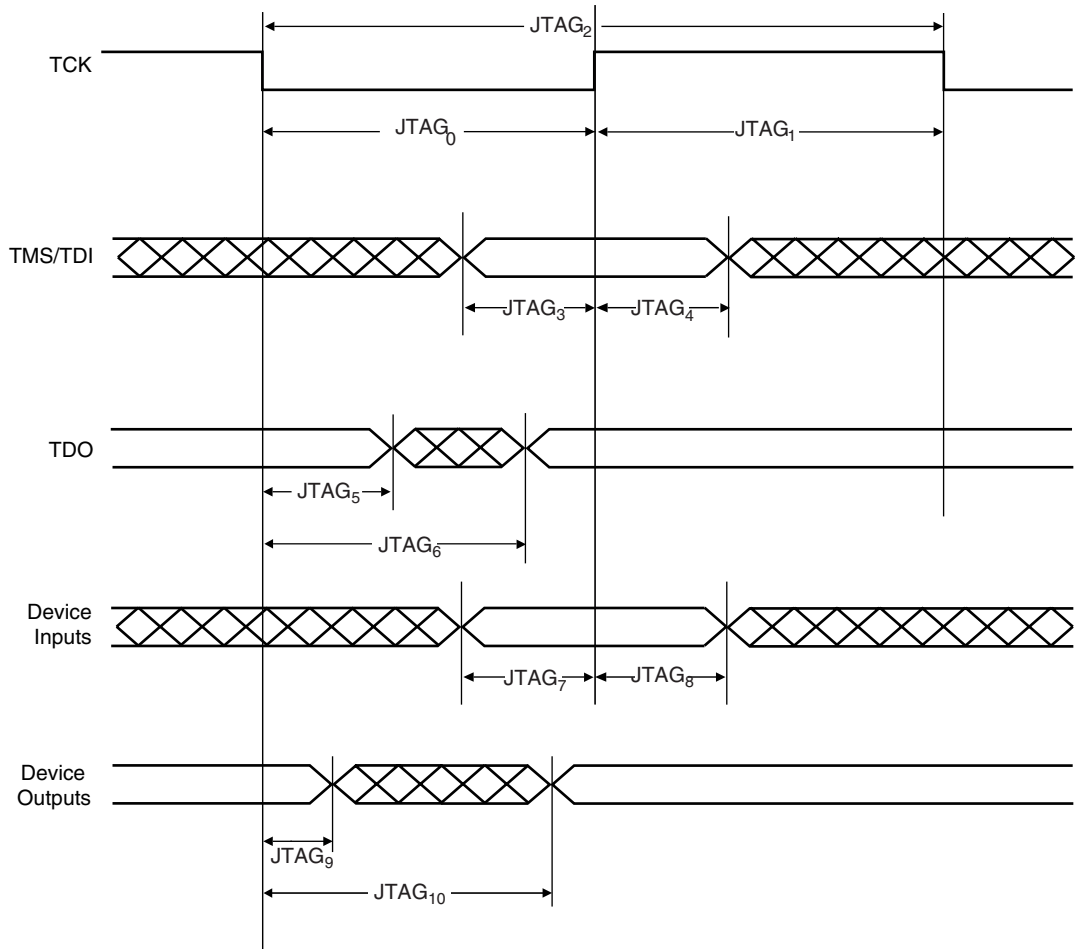 JTAG₂
TCK
JTAG₀
JTAG₁
TMS/TDI
JTAG₃
JTAG₄
TDO
JTAG₅
JTAG₆
Device
Inputs
JTAG₇
JTAG₈
Device
Outputs
JTAG₉
JTAG₁₀